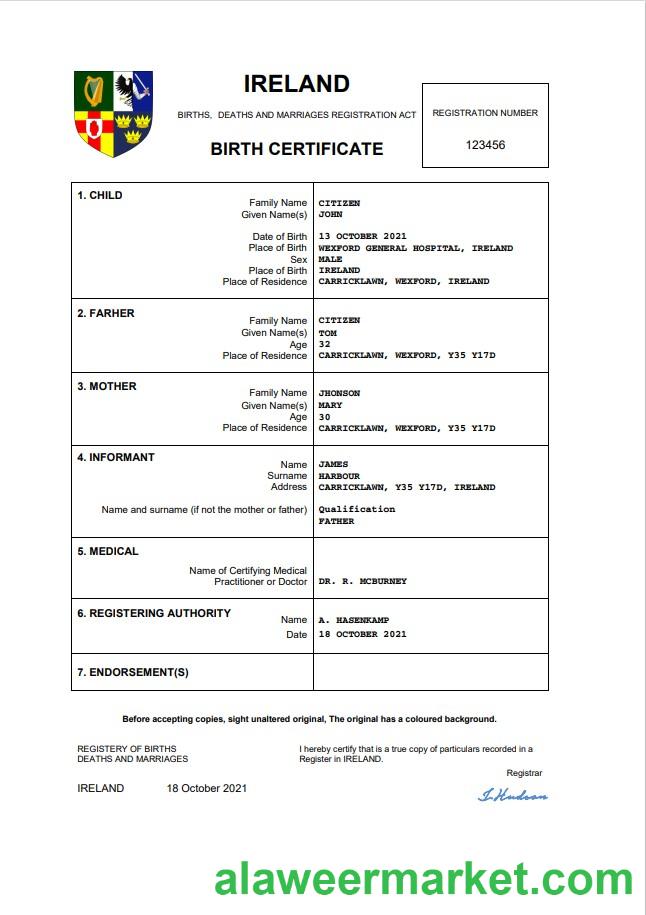 IRELAND
BIRTHS, DEATHS AND MARRIAGES REGISTRATION ACT
BIRTH CERTIFICATE
REGISTRATION NUMBER
123456
1. CHILD
Family Name CITIZEN
Given Name(s) JOHN
Date of Birth 13 OCTOBER 2021
Place of Birth WEXFORD GENERAL HOSPITAL, IRELAND
Sex MALE
Place of Birth IRELAND
Place of Residence CARRICKLAWN, WEXFORD, IRELAND
2. FARHER
Family Name CITIZEN
Given Name(s) TOM
Age 32
Place of Residence CARRICKLAWN, WEXFORD, Y35 Y17D
3. MOTHER
Family Name JHONSON
Given Name(s) MARY
Age 30
Place of Residence CARRICKLAWN, WEXFORD, Y35 Y17D
4. INFORMANT
Name JAMES
Surname HARBOUR
Address CARRICKLAWN, Y35 Y17D, IRELAND
Name and surname (if not the mother or father) Qualification
FATHER
5. MEDICAL
Name of Certifying Medical
Practitioner or Doctor DR. R. MCBURNEY
6. REGISTERING AUTHORITY
Name A. HASENKAMP
Date 18 OCTOBER 2021
7. ENDORSEMENT(S)
Before accepting copies, sight unaltered original, The original has a coloured background.
REGISTERY OF BIRTHS
DEATHS AND MARRIAGES
I hereby certify that is a true copy of particulars recorded in a
Register in IRELAND.
Registrar
IRELAND 18 October 2021
J. Hudson
alaweermarket.com